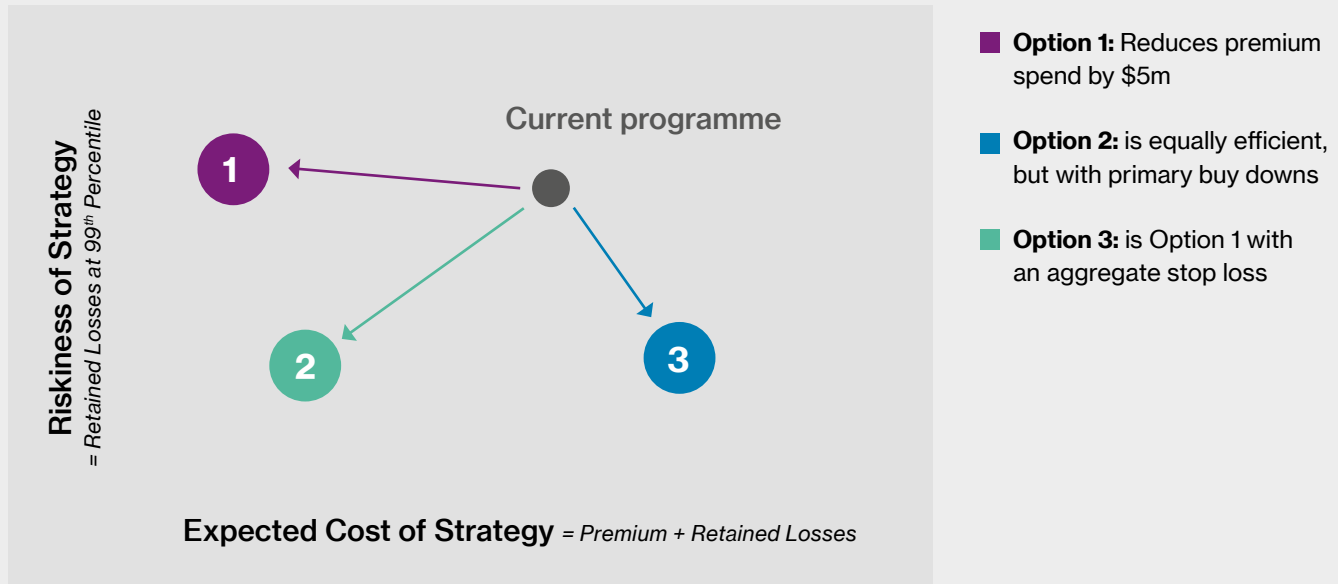 Riskiness of Strategy
= Retained Losses at 99th Percentile
Current programme
1
2
3
Expected Cost of Strategy = Premium + Retained Losses
Option 1: Reduces premium
spend by $5m
Option 2: is equally efficient,
but with primary buy downs
Option 3: is Option 1 with
an aggregate stop loss